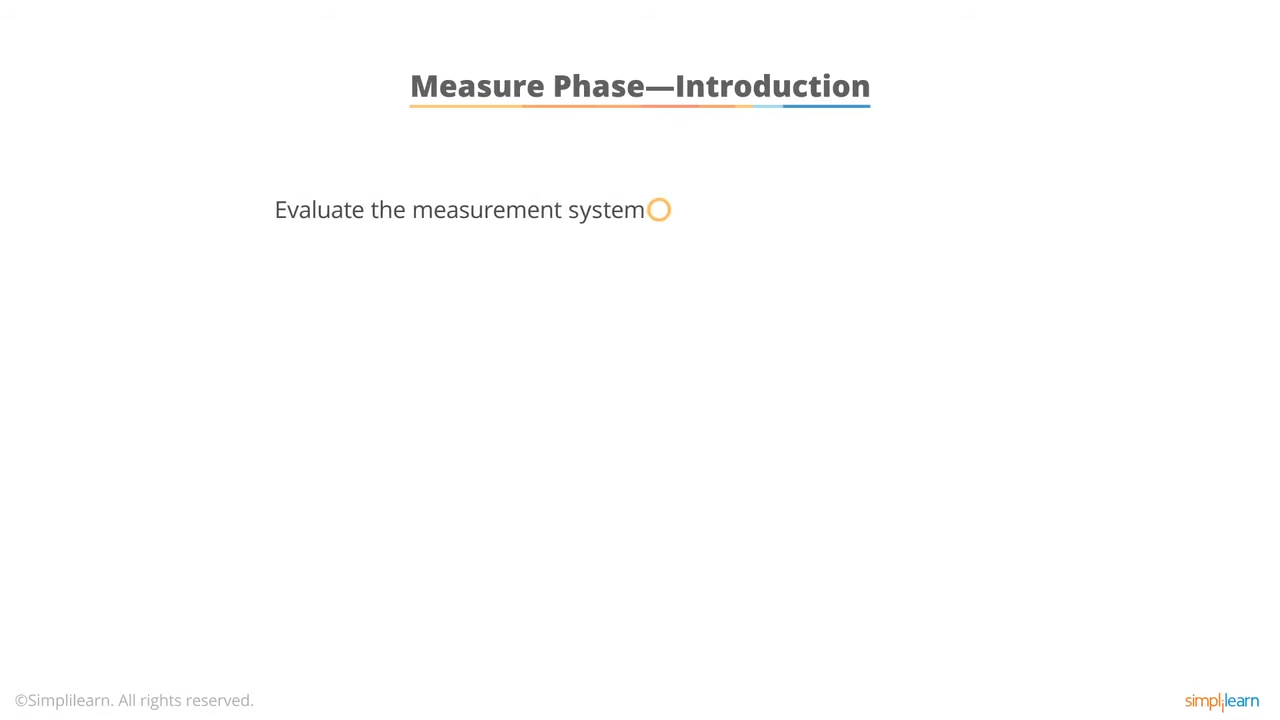 Measure Phase—Introduction
Evaluate the measurement system
©Simplilearn. All rights reserved.
simplilearn